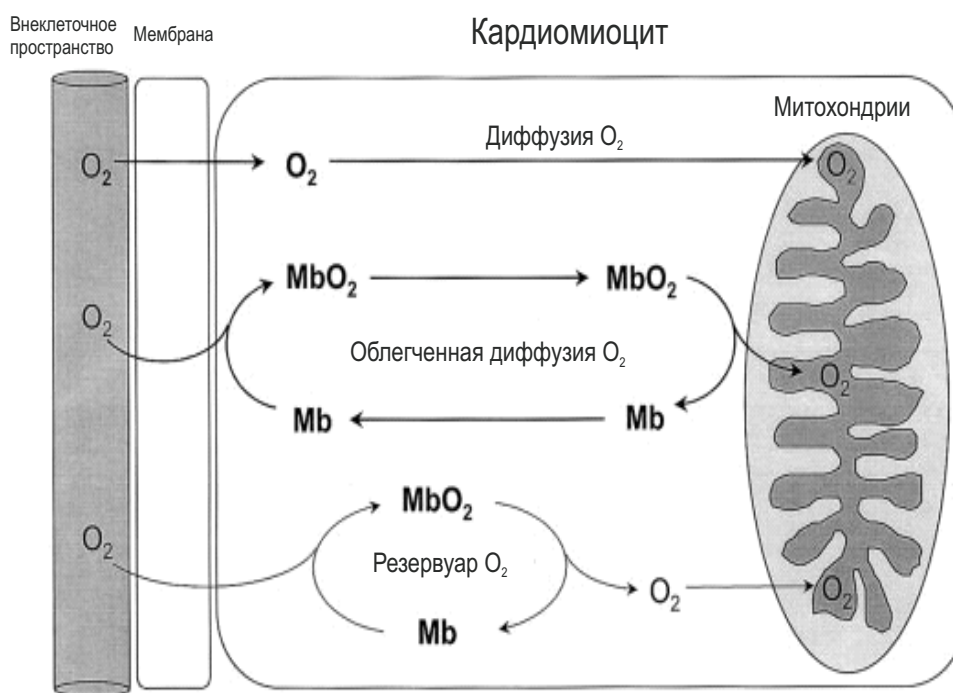 Внеклеточное
пространство
Мембрана
Кардиомиоцит
Митохондрии
O₂
O₂
Диффузия O₂
O₂
MbO₂
MbO₂
O₂
Облегченная диффузия O₂
O₂
Mb
Mb
MbO₂
O₂
Резервуар O₂
O₂
O₂
Mb